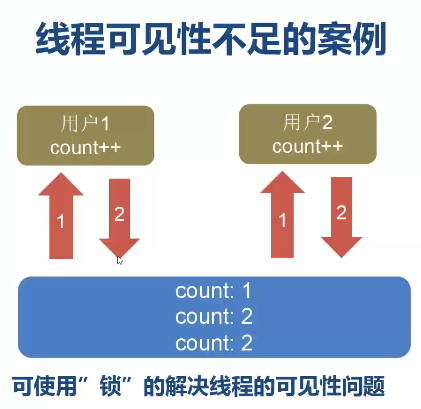 线程可见性不足的案例
用户1
count++
用户2
count++
1
2
1
2
count: 1
count: 2
count: 2
可使用”锁”的解决线程的可见性问题